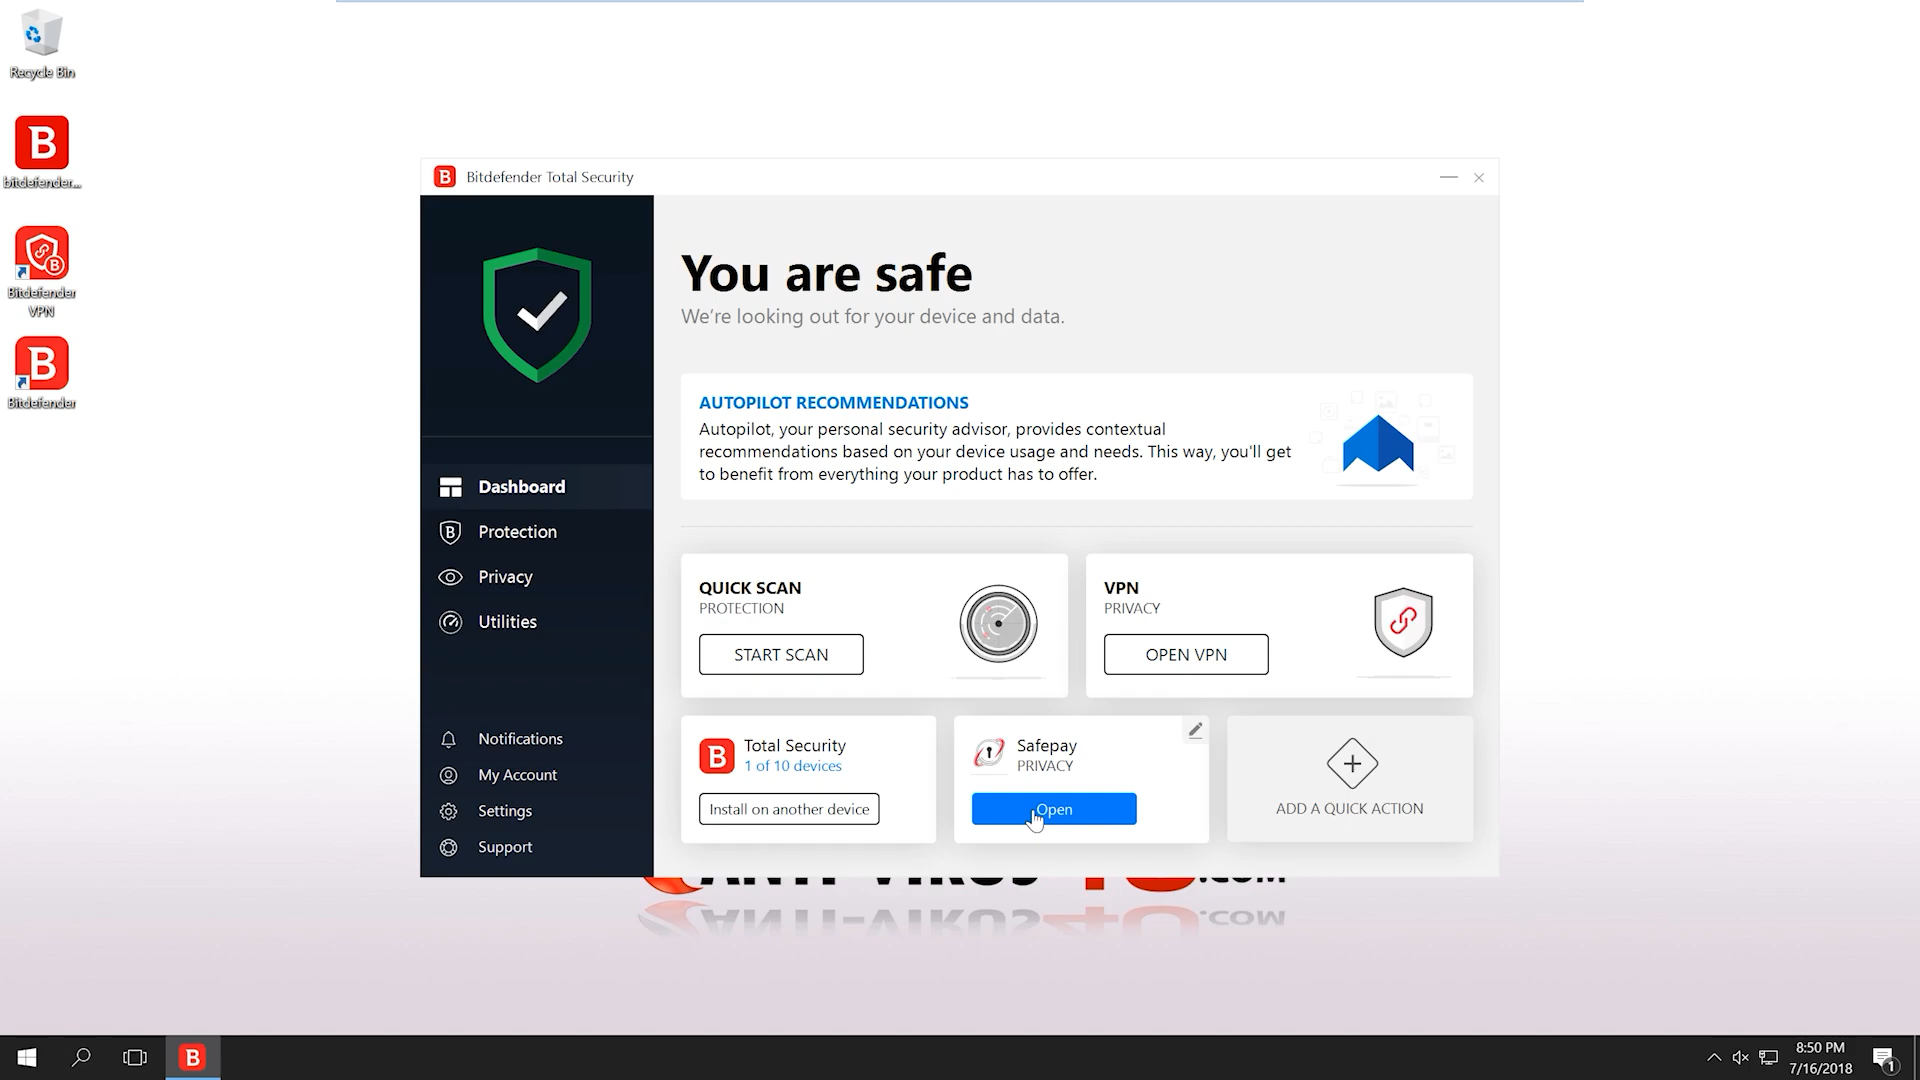 Recycle Bin
bitdefender...
Bitdefender
VPN
Bitdefender
B Bitdefender Total Security
You are safe
We're looking out for your device and data.
AUTOPILOT RECOMMENDATIONS
Autopilot, your personal security advisor, provides contextual
recommendations based on your device usage and needs. This way, you'll get
to benefit from everything your product has to offer.
Dashboard
Protection
Privacy
Utilities
Notifications
My Account
Settings
Support
QUICK SCAN
PROTECTION
START SCAN
VPN
PRIVACY
OPEN VPN
B Total Security
1 of 10 devices
Install on another device
Safepay
PRIVACY
Open
ADD A QUICK ACTION
8:50 PM
7/16/2018
1